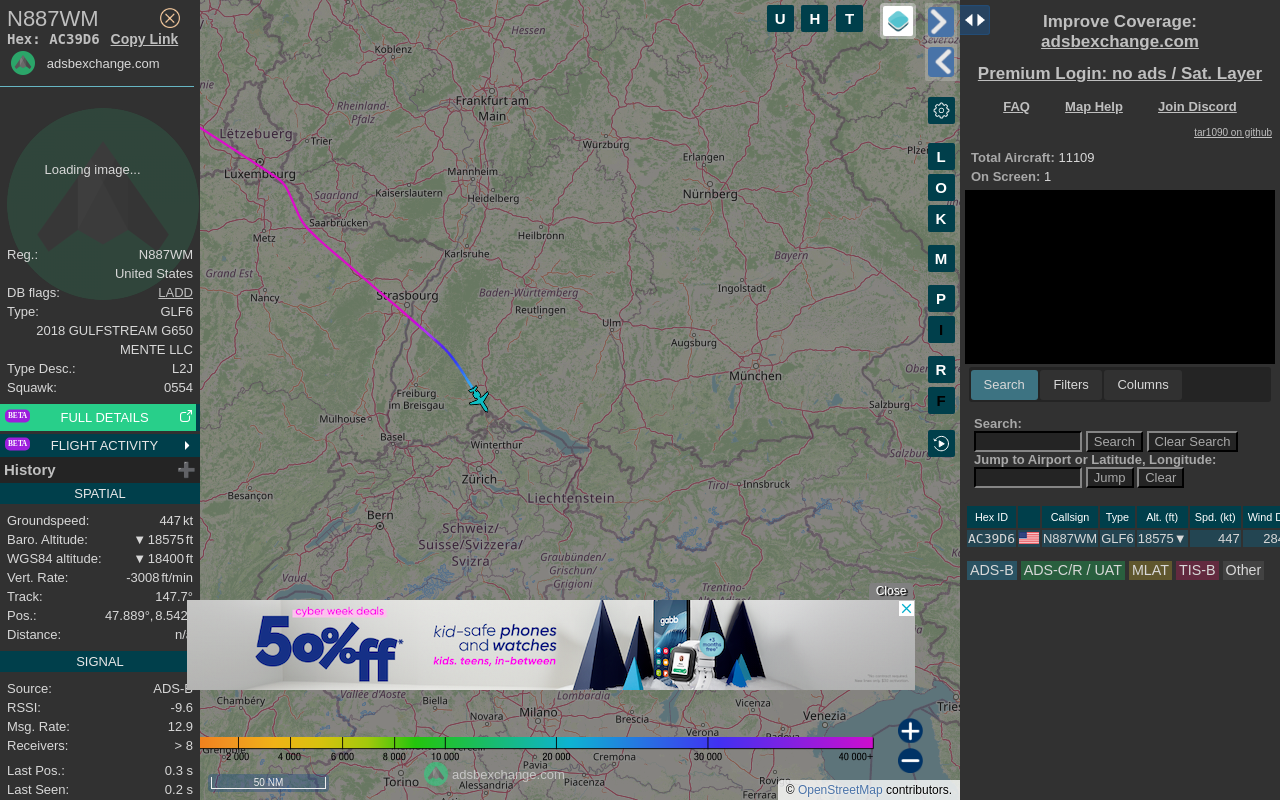 N887WM
Hex: AC39D6 Copy Link
adsbexchange.com
Loading image...
Reg.: N887WM
United States
DB flags: LADD
Type: GLF6
2018 GULFSTREAM G650
MENTE LLC
Type Desc.: L2J
Squawk: 0554
BETA FULL DETAILS
BETA FLIGHT ACTIVITY
History
SPATIAL
Groundspeed: 447 kt
Baro. Altitude: ▼ 18575 ft
WGS84 altitude: ▼ 18400 ft
Vert. Rate: -3008 ft/min
Track: 147.7°
Pos.: 47.889°, 8.542
Distance: n/a
SIGNAL
Source: ADS-B
RSSI: -9.6
Msg. Rate: 12.9
Receivers: > 8
Last Pos.: 0.3 s
Last Seen: 0.2 s
U H T
L
O
K
M
P
I
R
F
Hessen
Koblenz
Rheinland-
Pfalz
Frankfurt am
Main
Lëtzebuerg
Trier
Luxembourg
Würzburg
Erlangen
Mannheim
Kaiserslautern
Heidelberg
Nürnberg
Saarland
Saarbrücken
Metz
Heilbronn
Karlsruhe
Bayern
Grand Est
Nancy
Strasbourg
Baden-Württemberg
Ingolstadt
Reutlingen
Ulm
Augsburg
München
Freiburg
im Breisgau
Salzburg
Mulhouse
Basel
Winterthur
Zürich
Tirol
Innsbruck
Besançon
Liechtenstein
Bern
Schweiz/
Suisse/Svizzera/
Svizra
Graubünden/
Grischun/
Grigioni
Vaud
Trentino-
Close
cyber week deals
50%off*
kid-safe phones
and watches
kids. teens, in-between
gabb
+3
months
free*
Vallée d'Aoste
Lombardia
Chambéry
Biella
Novara
Milano
Brescia
Vicenza
Verona
Venezia
Padova
2 000 4 000 6 000 8 000 10 000 20 000 30 000 40 000+
Pavia
Cremona
Torino
Alessandria
Piacenza
Ferrara
50 NM
adsbexchange.com
© OpenStreetMap contributors.
Improve Coverage:
adsbexchange.com
Premium Login: no ads / Sat. Layer
FAQ Map Help Join Discord
tar1090 on github
Total Aircraft: 11109
On Screen: 1
Search Filters Columns
Search:
Search Clear Search
Jump to Airport or Latitude, Longitude:
Jump Clear
Hex ID Callsign Type Alt. (ft) Spd. (kt) Wind D
AC39D6 N887WM GLF6 18575▼ 447 284
ADS-B ADS-C/R / UAT MLAT TIS-B Other